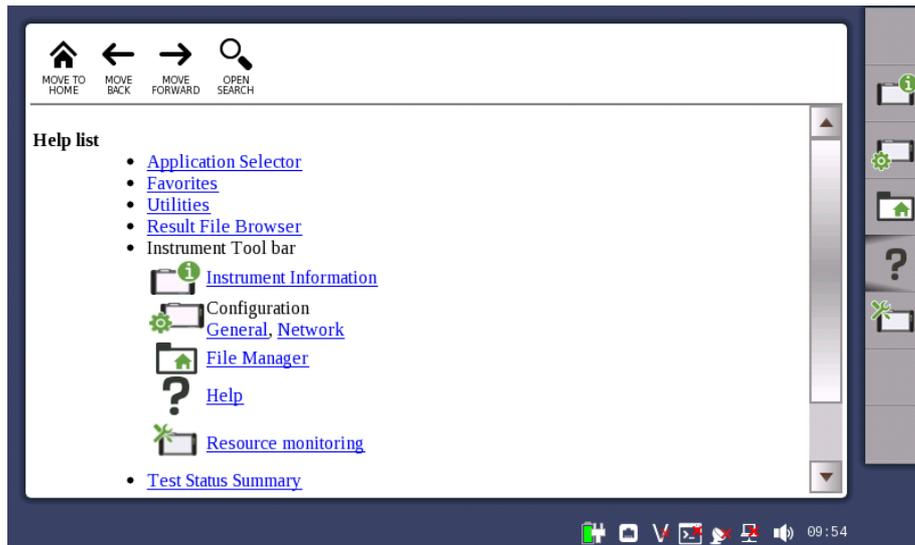 MOVE TO
HOME
MOVE
BACK
MOVE
FORWARD
OPEN
SEARCH
Help list
Application Selector
Favorites
Utilities
Result File Browser
Instrument Tool bar
Instrument Information
Configuration
General, Network
File Manager
Help
Resource monitoring
Test Status Summary
09:54